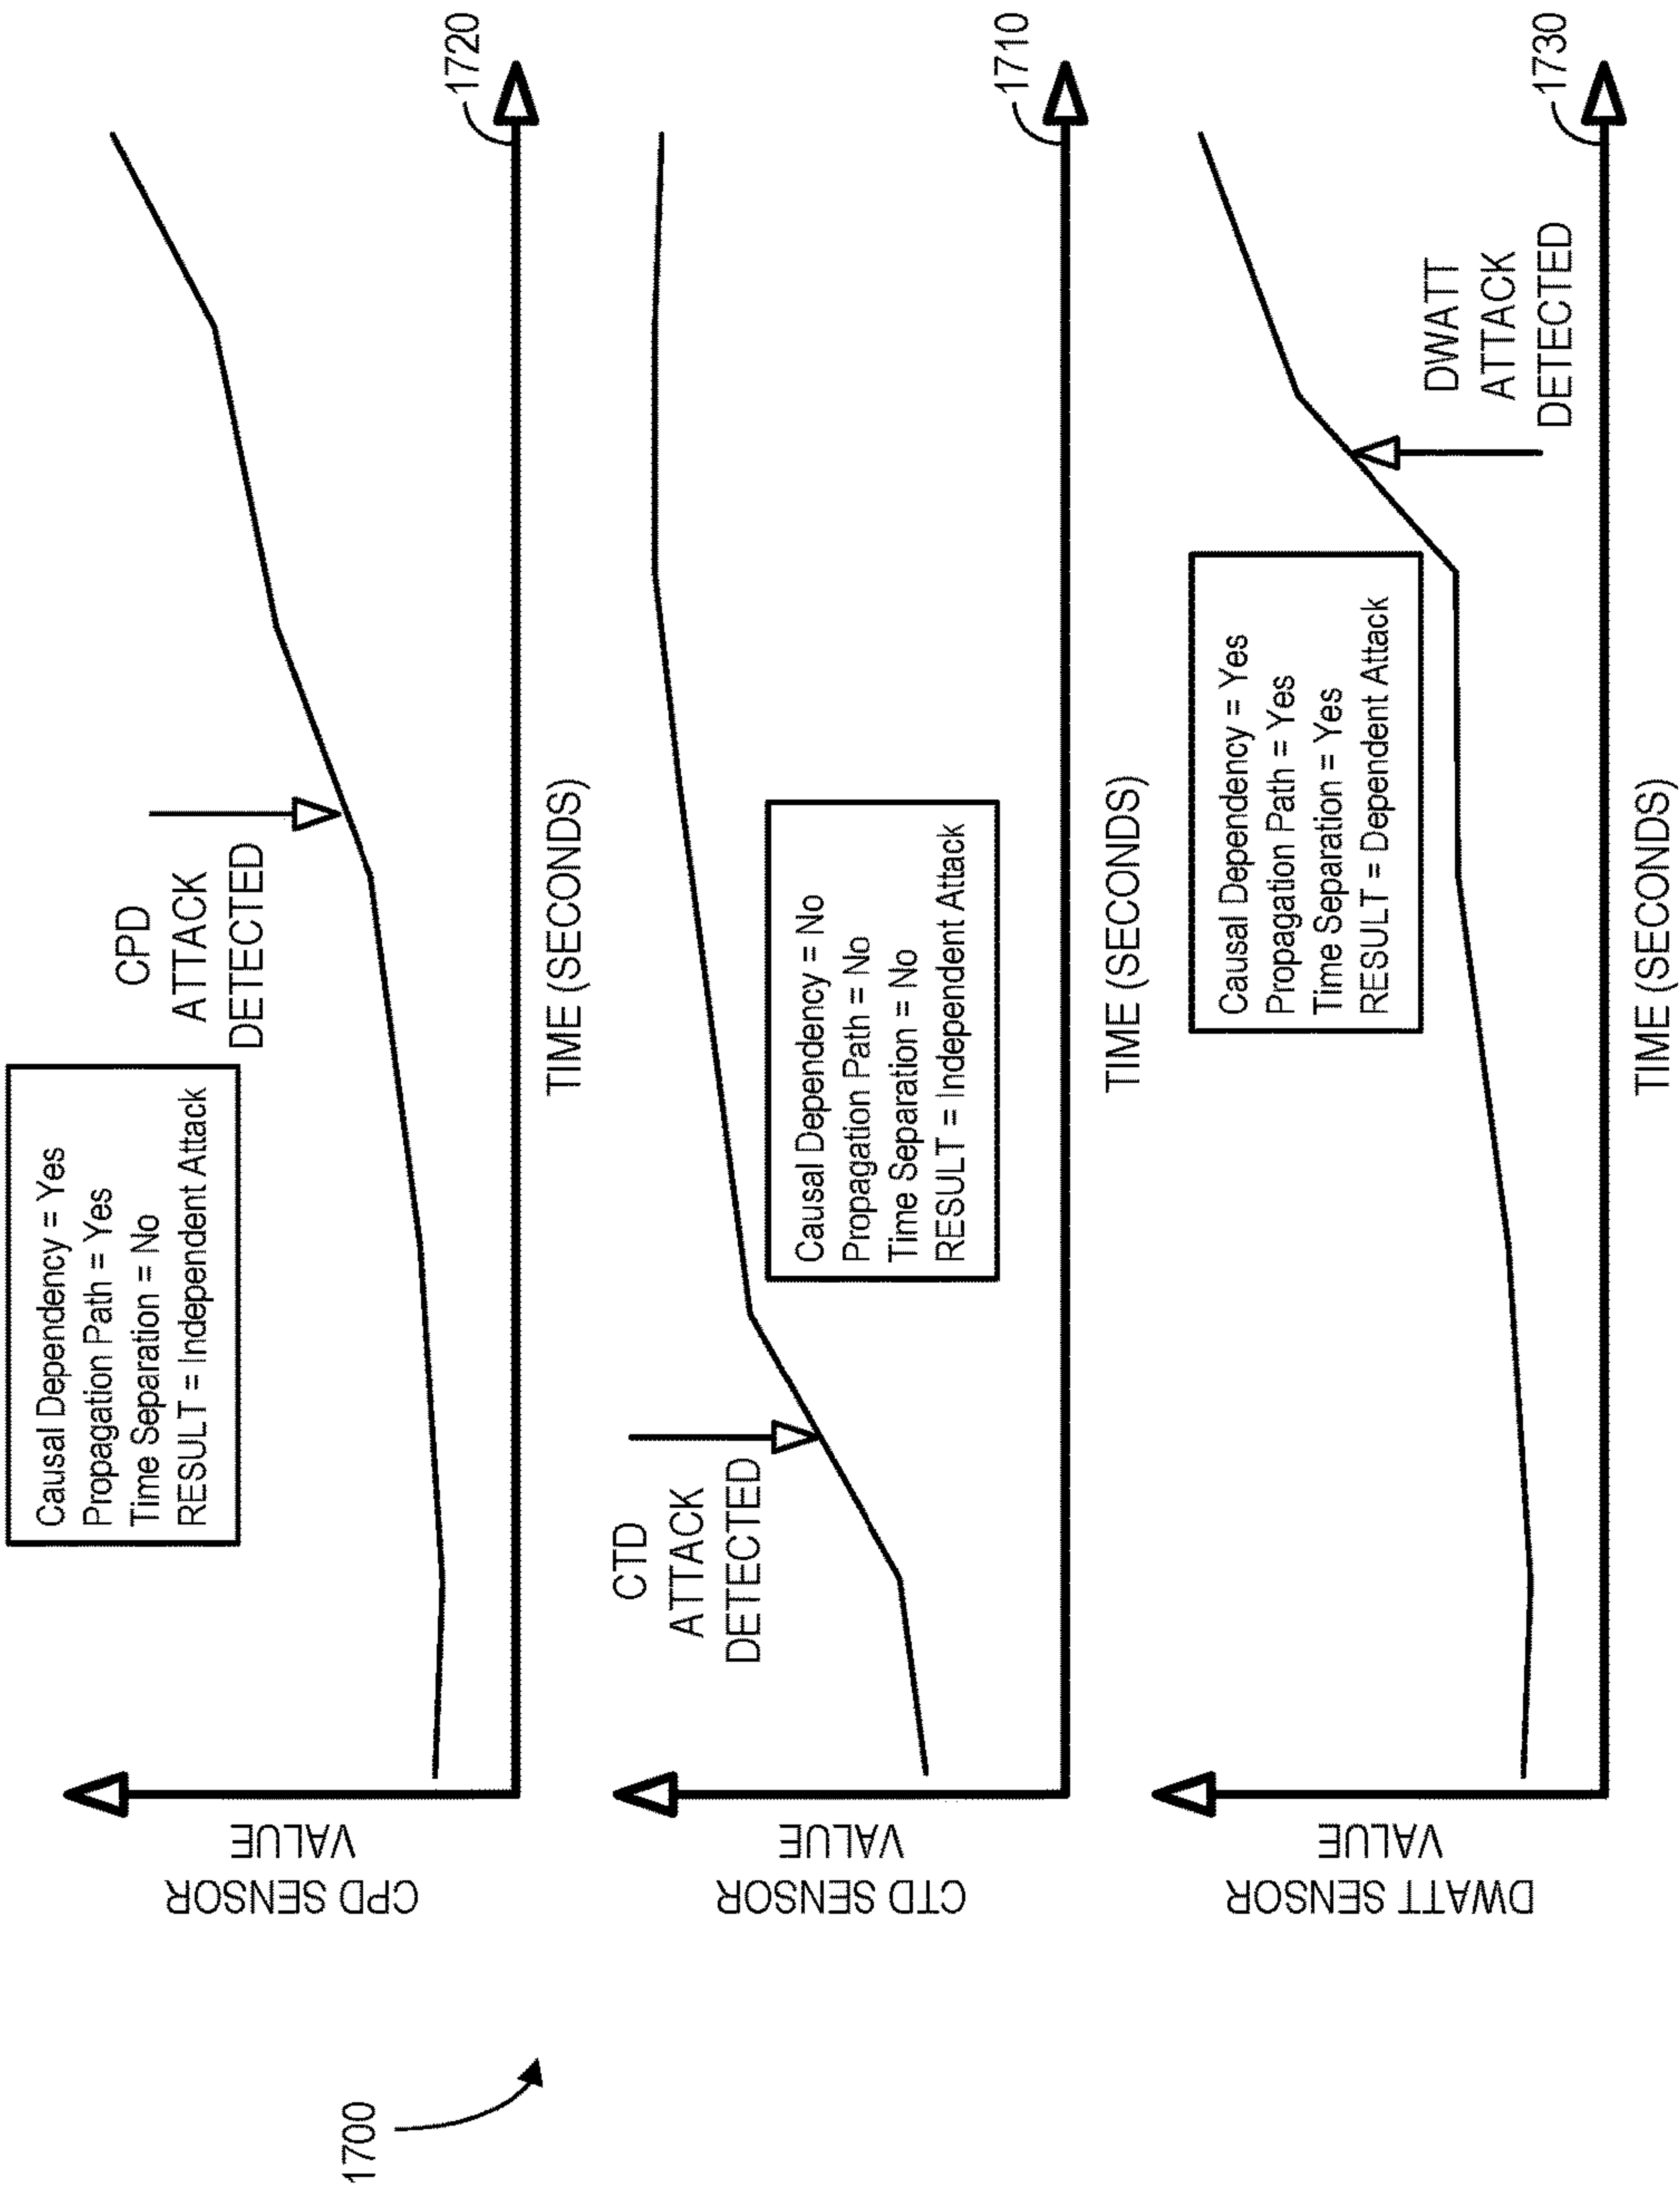 1700
CPD SENSOR
VALUE
Causal Dependency = Yes
Propagation Path = Yes
Time Separation = No
RESULT = Independent Attack
CPD
ATTACK
DETECTED
1720
TIME (SECONDS)
CTD SENSOR
VALUE
CTD
ATTACK
DETECTED
Causal Dependency = No
Propagation Path = No
Time Separation = No
RESULT = Independent Attack
1710
TIME (SECONDS)
DWATT SENSOR
VALUE
Causal Dependency = Yes
Propagation Path = Yes
Time Separation = Yes
RESULT = Dependent Attack
DWATT
ATTACK
DETECTED
1730
TIME (SECONDS)